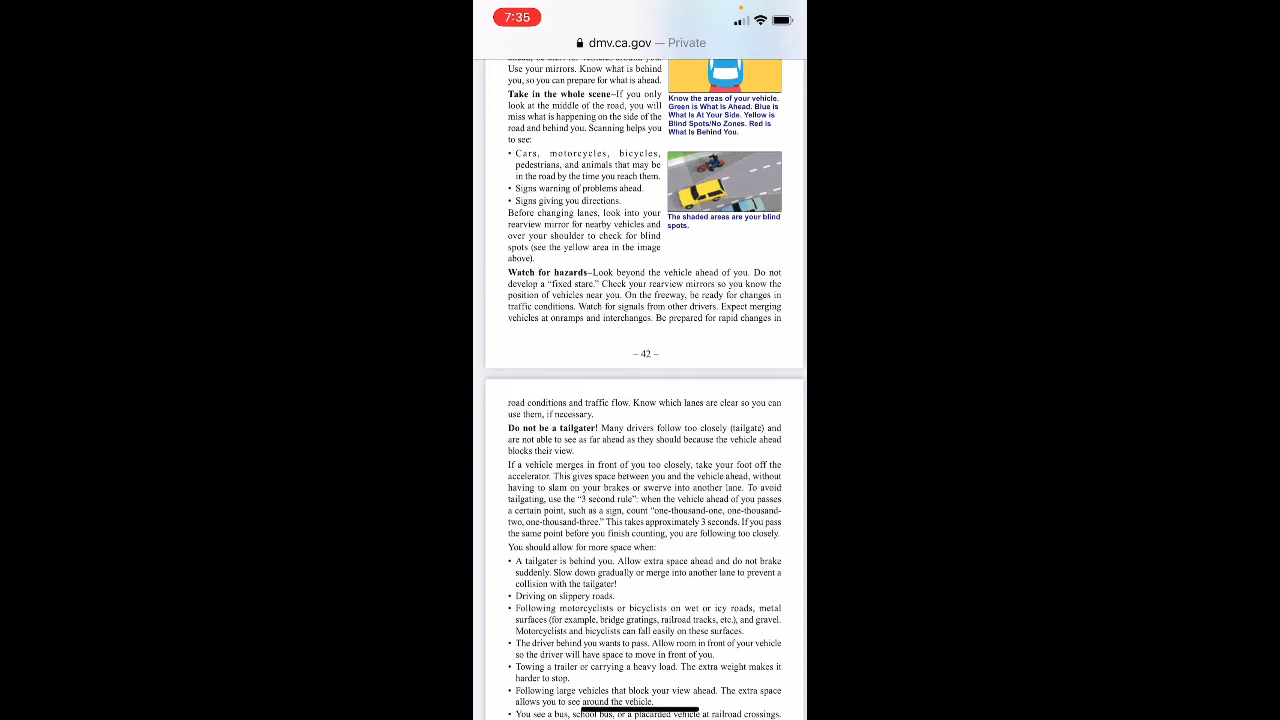 7:35
dmv.ca.gov — Private
Use your mirrors. Know what is behind
you, so you can prepare for what is ahead.
Take in the whole scene–If you only
look at the middle of the road, you will
miss what is happening on the side of the
road and behind you. Scanning helps you
to see:
• Cars, motorcycles, bicycles,
pedestrians, and animals that may be
in the road by the time you reach them.
• Signs warning of problems ahead.
• Signs giving you directions.
Before changing lanes, look into your
rearview mirror for nearby vehicles and
over your shoulder to check for blind
spots (see the yellow area in the image
above).
Know the areas of your vehicle.
Green is What Is Ahead. Blue is
What Is At Your Side. Yellow is
Blind Spots/No Zones. Red is
What Is Behind You.
The shaded areas are your blind
spots.
Watch for hazards–Look beyond the vehicle ahead of you. Do not
develop a “fixed stare.” Check your rearview mirrors so you know the
position of vehicles near you. On the freeway, be ready for changes in
traffic conditions. Watch for signals from other drivers. Expect merging
vehicles at onramps and interchanges. Be prepared for rapid changes in
– 42 –
road conditions and traffic flow. Know which lanes are clear so you can
use them, if necessary.
Do not be a tailgater! Many drivers follow too closely (tailgate) and
are not able to see as far ahead as they should because the vehicle ahead
blocks their view.
If a vehicle merges in front of you too closely, take your foot off the
accelerator. This gives space between you and the vehicle ahead, without
having to slam on your brakes or swerve into another lane. To avoid
tailgating, use the “3 second rule”: when the vehicle ahead of you passes
a certain point, such as a sign, count “one-thousand-one, one-thousand-
two, one-thousand-three.” This takes approximately 3 seconds. If you pass
the same point before you finish counting, you are following too closely.
You should allow for more space when:
• A tailgater is behind you. Allow extra space ahead and do not brake
suddenly. Slow down gradually or merge into another lane to prevent a
collision with the tailgater!
• Driving on slippery roads.
• Following motorcyclists or bicyclists on wet or icy roads, metal
surfaces (for example, bridge gratings, railroad tracks, etc.), and gravel.
Motorcyclists and bicyclists can fall easily on these surfaces.
• The driver behind you wants to pass. Allow room in front of your vehicle
so the driver will have space to move in front of you.
• Towing a trailer or carrying a heavy load. The extra weight makes it
harder to stop.
• Following large vehicles that block your view ahead. The extra space
allows you to see around the vehicle.
• You see a bus, school bus, or a placarded vehicle at railroad crossings.